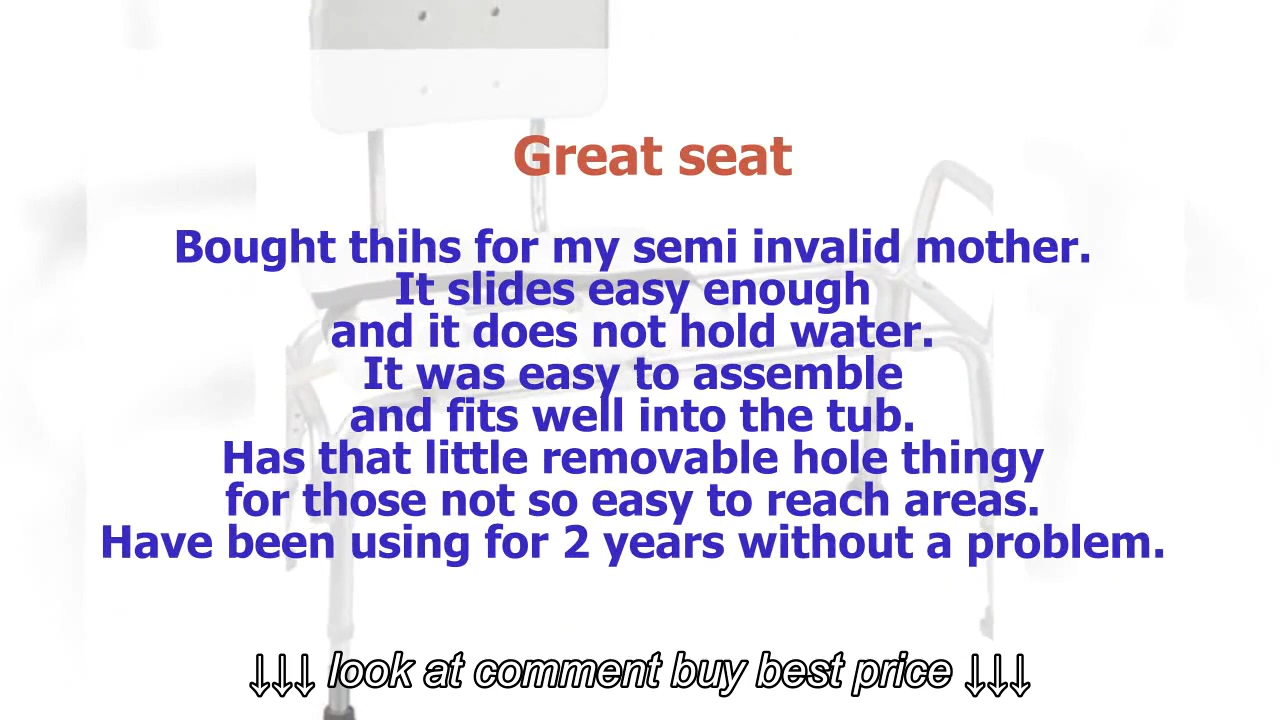 Great seat
Bought thihs for my semi invalid mother.
It slides easy enough
and it does not hold water.
It was easy to assemble
and fits well into the tub.
Has that little removable hole thingy
for those not so easy to reach areas.
Have been using for 2 years without a problem.
↓↓↓ look at comment buy best price ↓↓↓